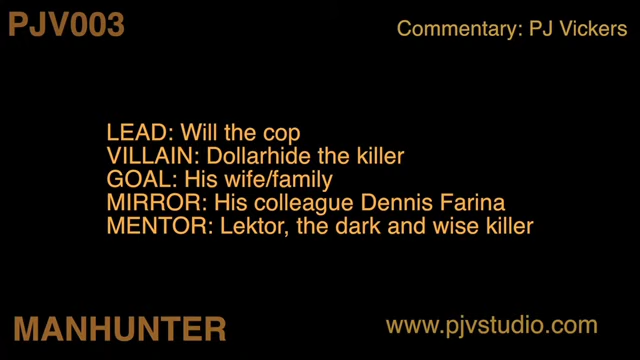 PJV003
Commentary: PJ Vickers
LEAD: Will the cop
VILLAIN: Dollarhide the killer
GOAL: His wife/family
MIRROR: His colleague Dennis Farina
MENTOR: Lektor, the dark and wise killer
MANHUNTER
www.pjvstudio.com